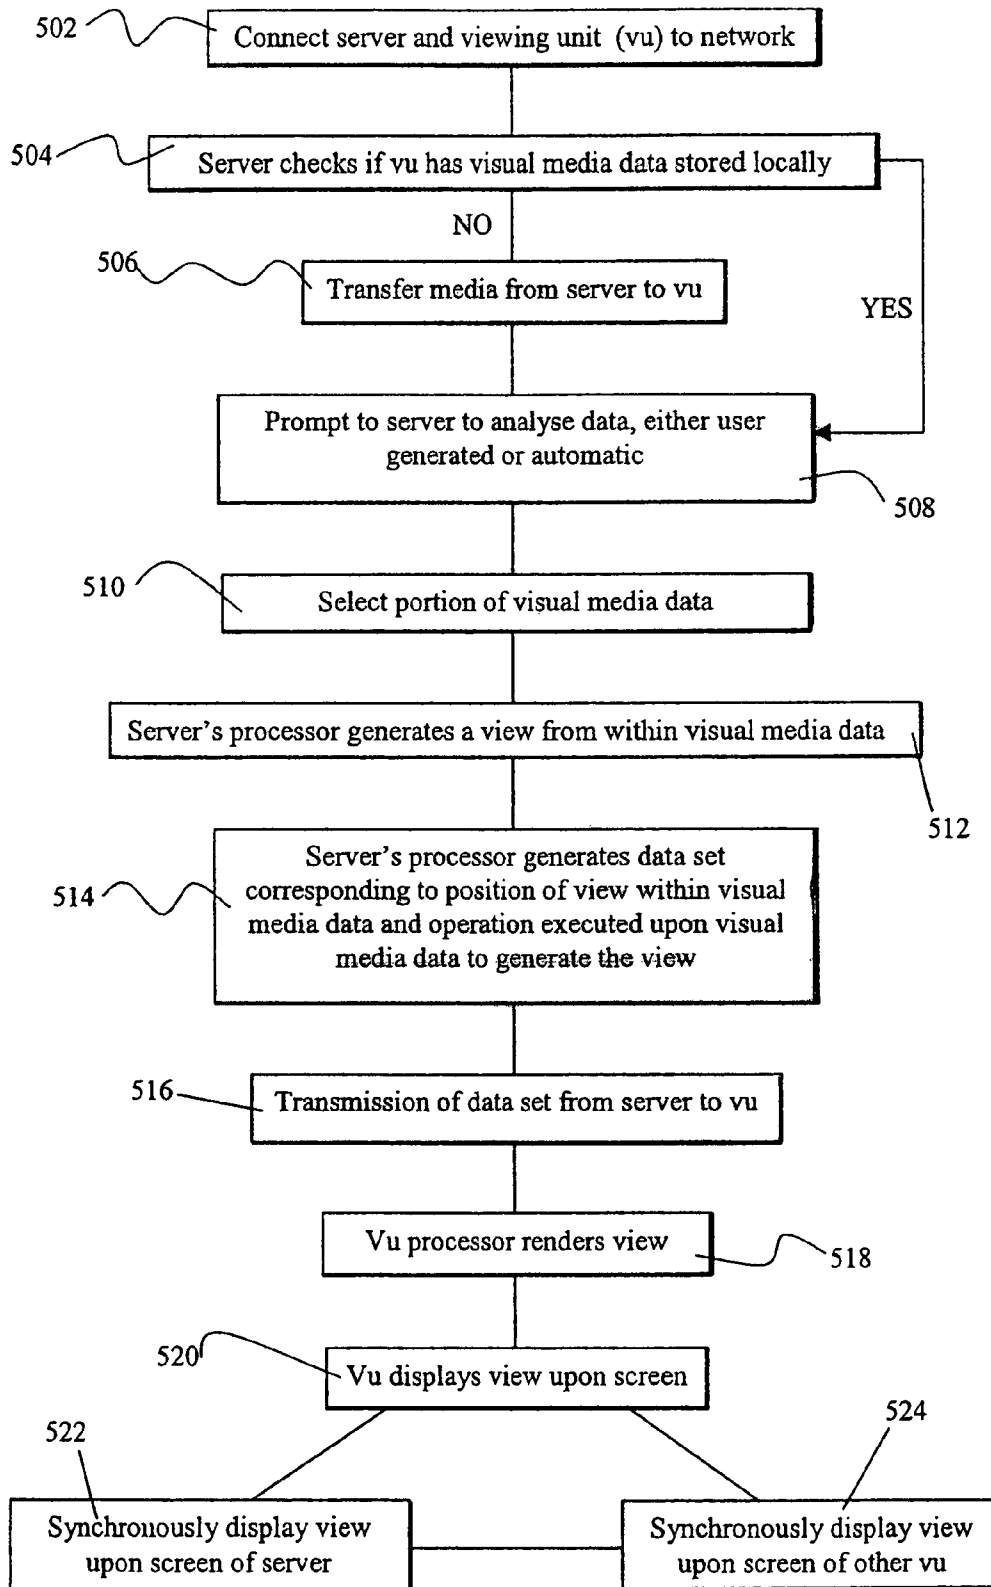 502
Connect server and viewing unit (vu) to network
504
Server checks if vu has visual media data stored locally
NO
YES
506
Transfer media from server to vu
Prompt to server to analyse data, either user
generated or automatic
508
510
Select portion of visual media data
Server's processor generates a view from within visual media data
512
514
Server's processor generates data set
corresponding to position of view within visual
media data and operation executed upon visual
media data to generate the view
516
Transmission of data set from server to vu
Vu processor renders view
518
520
Vu displays view upon screen
522
524
Synchronously display view
upon screen of server
Synchronously display view
upon screen of other vu